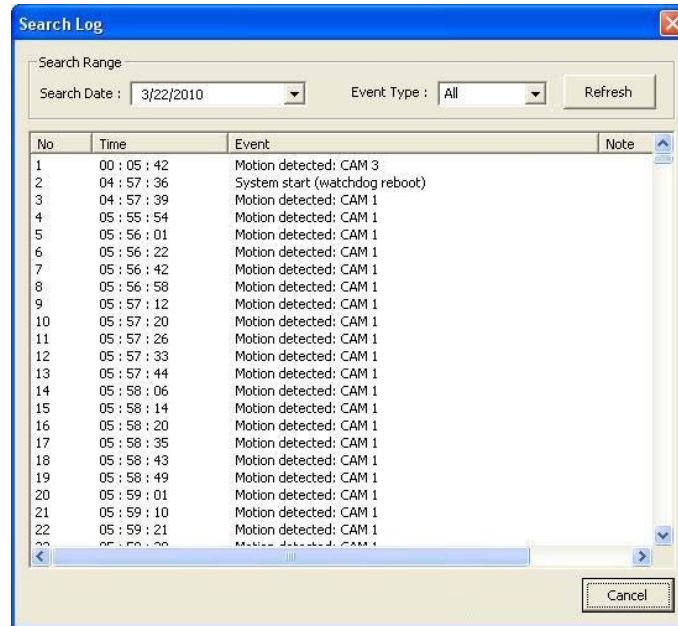 Search Log
Search Range
Search Date : 3/22/2010 Event Type : All Refresh
No Time Event Note
1 00 : 05 : 42 Motion detected: CAM 3
2 04 : 57 : 36 System start (watchdog reboot)
3 04 : 57 : 39 Motion detected: CAM 1
4 05 : 55 : 54 Motion detected: CAM 1
5 05 : 56 : 01 Motion detected: CAM 1
6 05 : 56 : 22 Motion detected: CAM 1
7 05 : 56 : 42 Motion detected: CAM 1
8 05 : 56 : 58 Motion detected: CAM 1
9 05 : 57 : 12 Motion detected: CAM 1
10 05 : 57 : 20 Motion detected: CAM 1
11 05 : 57 : 26 Motion detected: CAM 1
12 05 : 57 : 33 Motion detected: CAM 1
13 05 : 57 : 44 Motion detected: CAM 1
14 05 : 58 : 06 Motion detected: CAM 1
15 05 : 58 : 14 Motion detected: CAM 1
16 05 : 58 : 20 Motion detected: CAM 1
17 05 : 58 : 35 Motion detected: CAM 1
18 05 : 58 : 43 Motion detected: CAM 1
19 05 : 58 : 49 Motion detected: CAM 1
20 05 : 59 : 01 Motion detected: CAM 1
21 05 : 59 : 10 Motion detected: CAM 1
22 05 : 59 : 21 Motion detected: CAM 1
Cancel